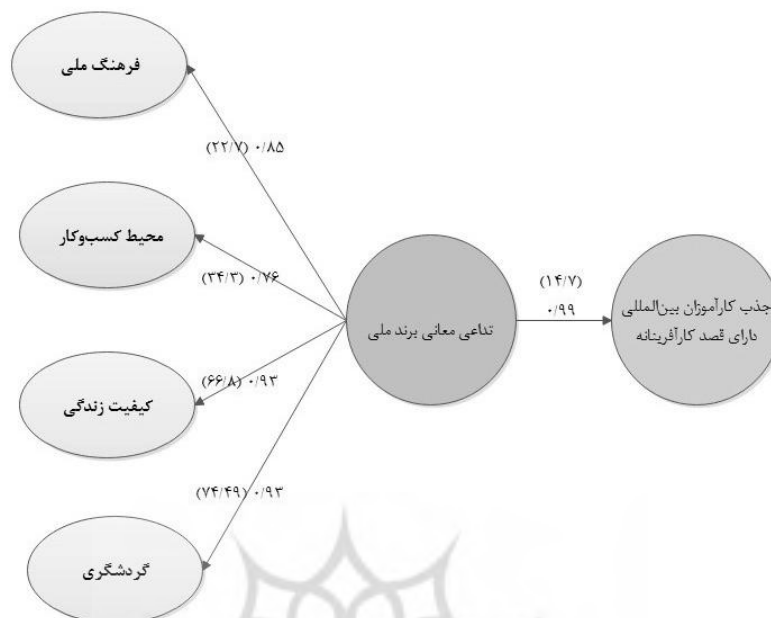 فرهنگ ملی
(۲۲/۷) ۰/۸۵
محیط کسب‌وکار
(۳۴/۳) ۰/۷۶
(۱۴/۷)
۰/۹۹
تداعی معانی برند ملی
جذب کارآموزان بین‌المللی
دارای قصد کارآفرینانه
کیفیت زندگی
(۶۶/۸) ۰/۹۳
(۷۴/۴۹) ۰/۹۳
گردشگری